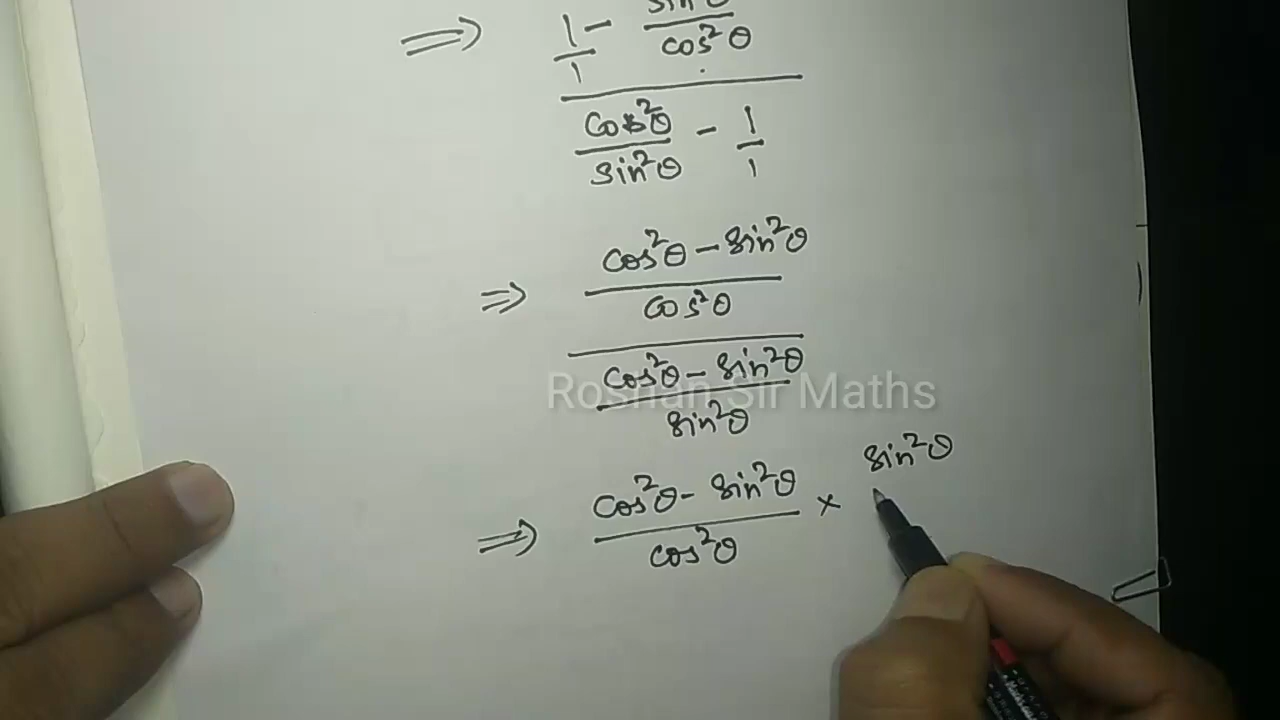 ⇒ 1/1 - sin θ/cos²θ
cos²θ/sin²θ - 1/1
⇒ cos²θ - sin²θ
cos²θ
cos²θ - sin²θ
sin²θ
Roshan Sir Maths
⇒ cos²θ - sin²θ × sin²θ
cos²θ